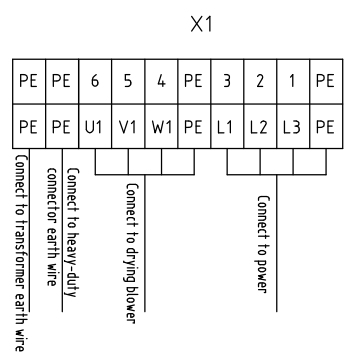 X1
PE PE 6 5 4 PE 3 2 1 PE
PE PE U1 V1 W1 PE L1 L2 L3 PE
Connect to transformer earth wire
Connect to heavy-duty
connector earth wire
Connect to drying blower
Connect to power